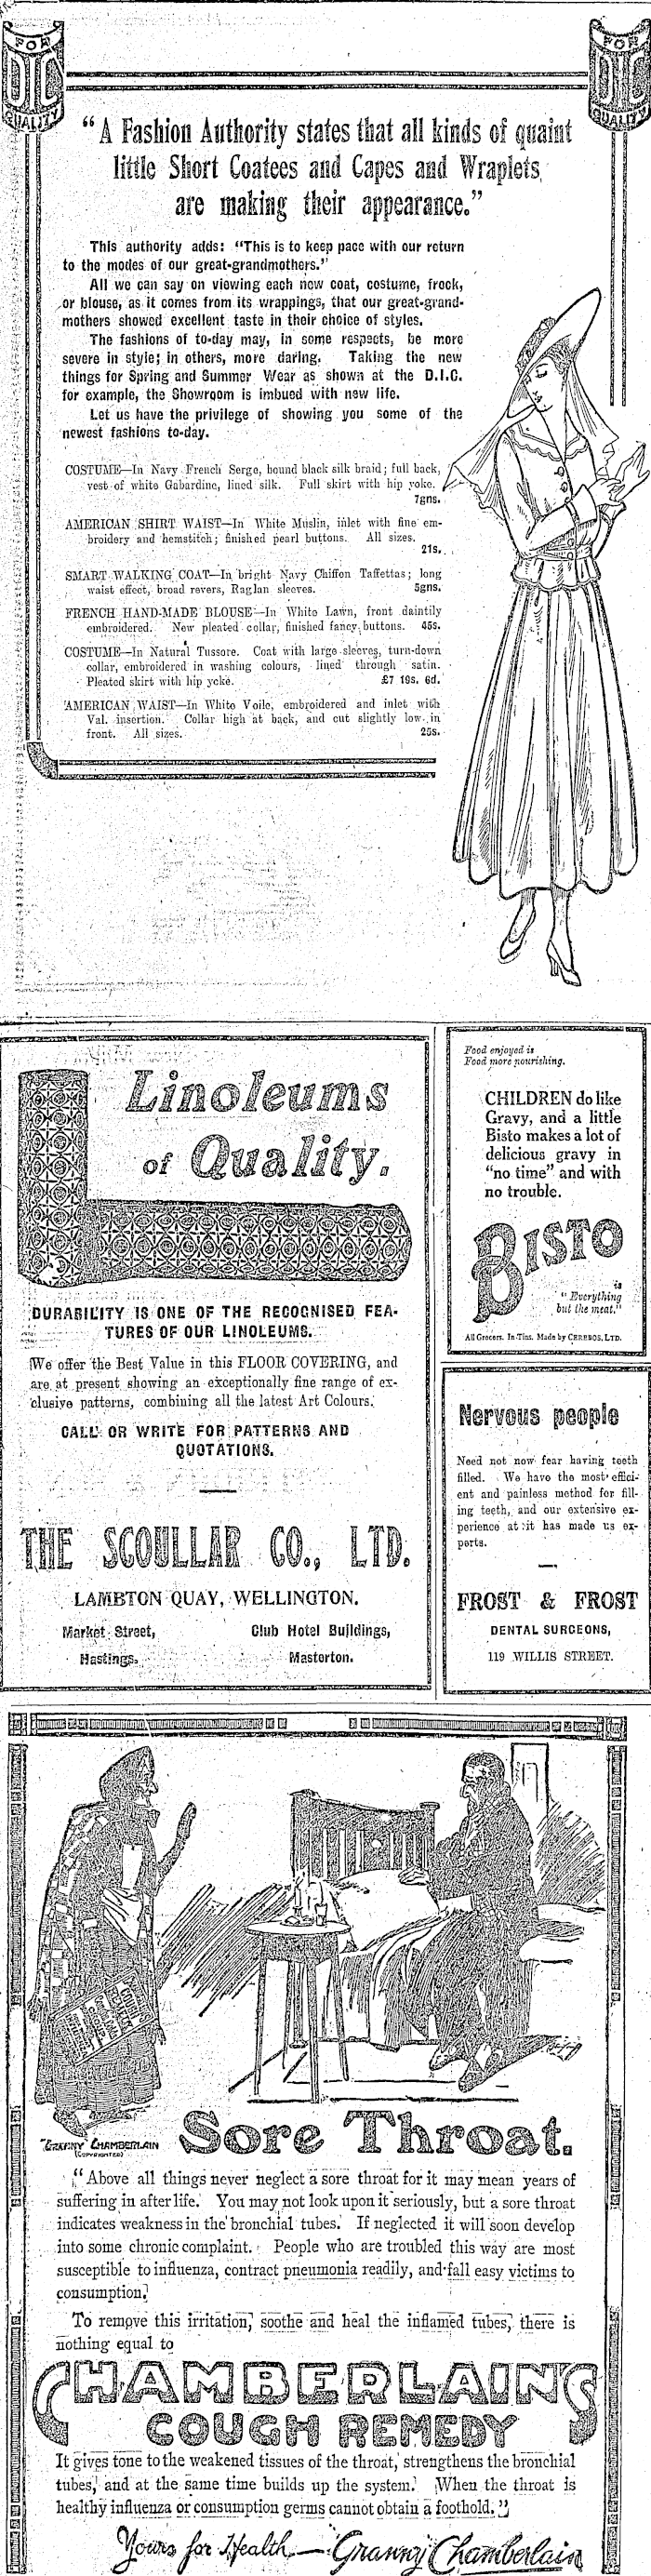 FOR
DIC
QUALITY
FOR
DIC
QUALITY
"A Fashion Authority states that all kinds of quaint
little Short Coatees and Capes and Wraplets
are making their appearance."
This authority adds: "This is to keep pace with our return
to the modes of our great-grandmothers."
All we can say on viewing each new coat, costume, frock,
or blouse, as it comes from its wrappings, that our great-grand-
mothers showed excellent taste in their choice of styles.
The fashions of to-day may, in some respects, be more
severe in style; in others, more daring. Taking the new
things for Spring and Summer Wear as shown at the D.I.C.
for example, the Showroom is imbued with new life.
Let us have the privilege of showing you some of the
newest fashions to-day.
COSTUME—In Navy French Serge, bound black silk braid; full back,
vest of white Gabardine, lined silk. Full skirt with hip yoke.
7gns.
AMERICAN SHIRT WAIST—In White Muslin, inlet with fine em-
broidery and hemstitch; finished pearl buttons. All sizes.
21s.
SMART WALKING COAT—In bright Navy Chiffon Taffettas; long
waist effect, broad revers, Raglan sleeves. 5gns.
FRENCH HAND-MADE BLOUSE—In White Lawn, front daintily
embroidered. New pleated collar, finished fancy buttons. 45s.
COSTUME—In Natural Tussore. Coat with large sleeves, turn-down
collar, embroidered in washing colours, lined through satin.
Pleated skirt with hip yoke. £7 19s. 6d.
AMERICAN WAIST—In White Voile, embroidered and inlet with
Val. insertion. Collar high at back, and cut slightly low in
front. All sizes. 25s.
Linoleums
of Quality.
DURABILITY IS ONE OF THE RECOGNISED FEA-
TURES OF OUR LINOLEUMS.
We offer the Best Value in this FLOOR COVERING, and
are at present showing an exceptionally fine range of ex-
clusive patterns, combining all the latest Art Colours.
CALL OR WRITE FOR PATTERNS AND
QUOTATIONS.
THE SCOULLAR CO., LTD.
LAMBTON QUAY, WELLINGTON.
Market Street, Club Hotel Buildings,
Hastings. Masterton.
Food enjoyed is
Food more nourishing.
CHILDREN do like
Gravy, and a little
Bisto makes a lot of
delicious gravy in
"no time" and with
no trouble.
BISTO
is
"Everything
but the meat."
All Grocers. In Tins. Made by CEREBOS, LTD.
Nervous people
Need not now fear having teeth
filled. We have the most effici-
ent and painless method for fill-
ing teeth, and our extensive ex-
perience at it has made us ex-
perts.
FROST & FROST
DENTAL SURGEONS,
119 WILLIS STREET.
"GRANNY" CHAMBERLAIN
(COPYRIGHTED)
Sore Throat.
"Above all things never neglect a sore throat for it may mean years of
suffering in after life. You may not look upon it seriously, but a sore throat
indicates weakness in the bronchial tubes. If neglected it will soon develop
into some chronic complaint. People who are troubled this way are most
susceptible to influenza, contract pneumonia readily, and fall easy victims to
consumption.
To remove this irritation, soothe and heal the inflamed tubes, there is
nothing equal to
CHAMBERLAIN'S
COUGH REMEDY
It gives tone to the weakened tissues of the throat, strengthens the bronchial
tubes, and at the same time builds up the system. When the throat is
healthy influenza or consumption germs cannot obtain a foothold."
Yours for Health—"Granny" Chamberlain